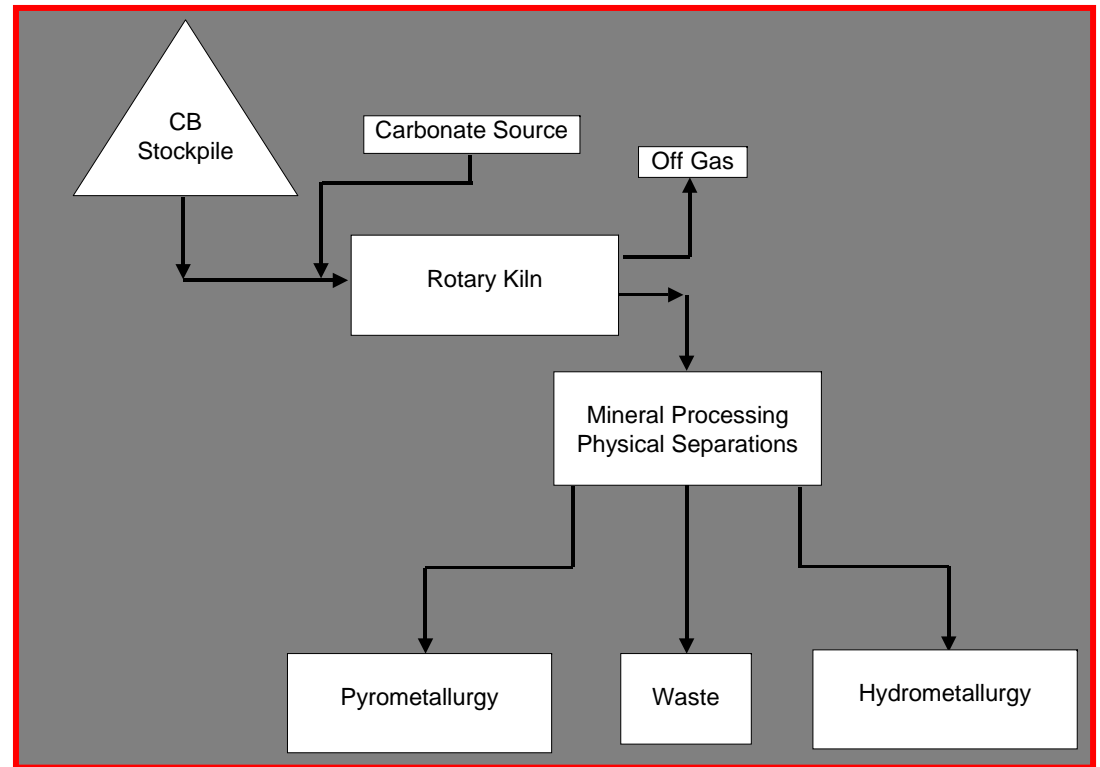 CB
Stockpile
Carbonate Source
Off Gas
Rotary Kiln
Mineral Processing
Physical Separations
Pyrometallurgy
Waste
Hydrometallurgy